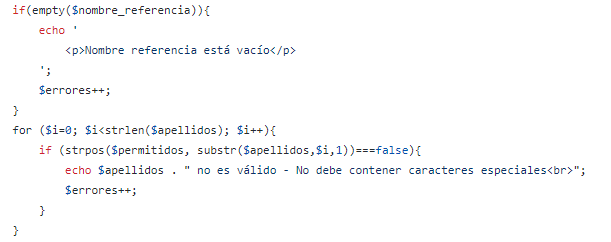 if(empty($nombre_referencia)){
    echo '
        <p>Nombre referencia está vacío</p>
    ';
    $errores++;
}
for ($i=0; $i<strlen($apellidos); $i++){
    if (strpos($permitidos, substr($apellidos,$i,1))===false){
        echo $apellidos . " no es válido - No debe contener caracteres especiales<br>";
        $errores++;
    }
}